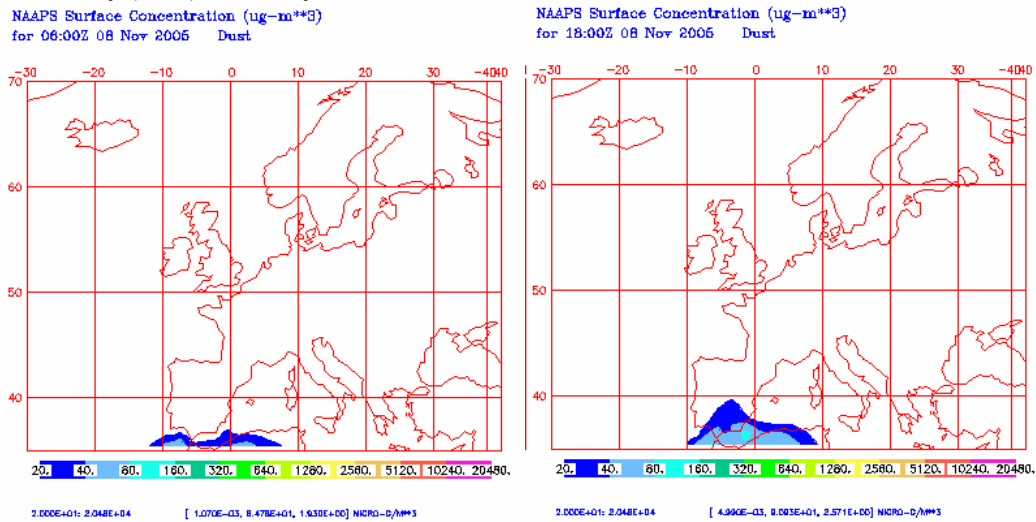 NAAPS Surface Concentration (ug-m**3)
for 06:00Z 08 Nov 2005 Dust
-30 -20 -10 0 10 20 30 40
70
60
50
40
20. 40. 80. 160. 320. 640. 1280. 2560. 5120. 10240. 20480.
2.000E+01: 2.048E+04 [ 1.070E-03, 8.478E+01, 1.930E+00] MICRO-G/M**3
NAAPS Surface Concentration (ug-m**3)
for 18:00Z 08 Nov 2005 Dust
-30 -20 -10 0 10 20 30 40
70
60
50
40
20. 40. 80. 160. 320. 640. 1280. 2560. 5120. 10240. 20480.
2.000E+01: 2.048E+04 [ 4.990E-03, 9.093E+01, 2.571E+00] MICRO-G/M**3